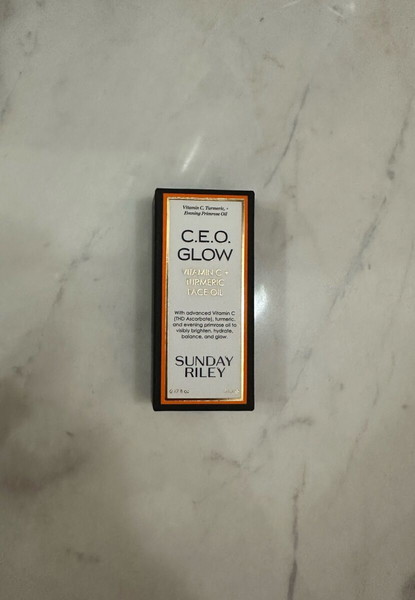 Vitamin C, Turmeric, +
Evening Primrose Oil
C.E.O.
GLOW
VITAMIN C +
TURMERIC
FACE OIL
With advanced Vitamin C
(THD Ascorbate), turmeric,
and evening primrose oil to
visibly brighten, hydrate,
balance, and glow.
SUNDAY
RILEY